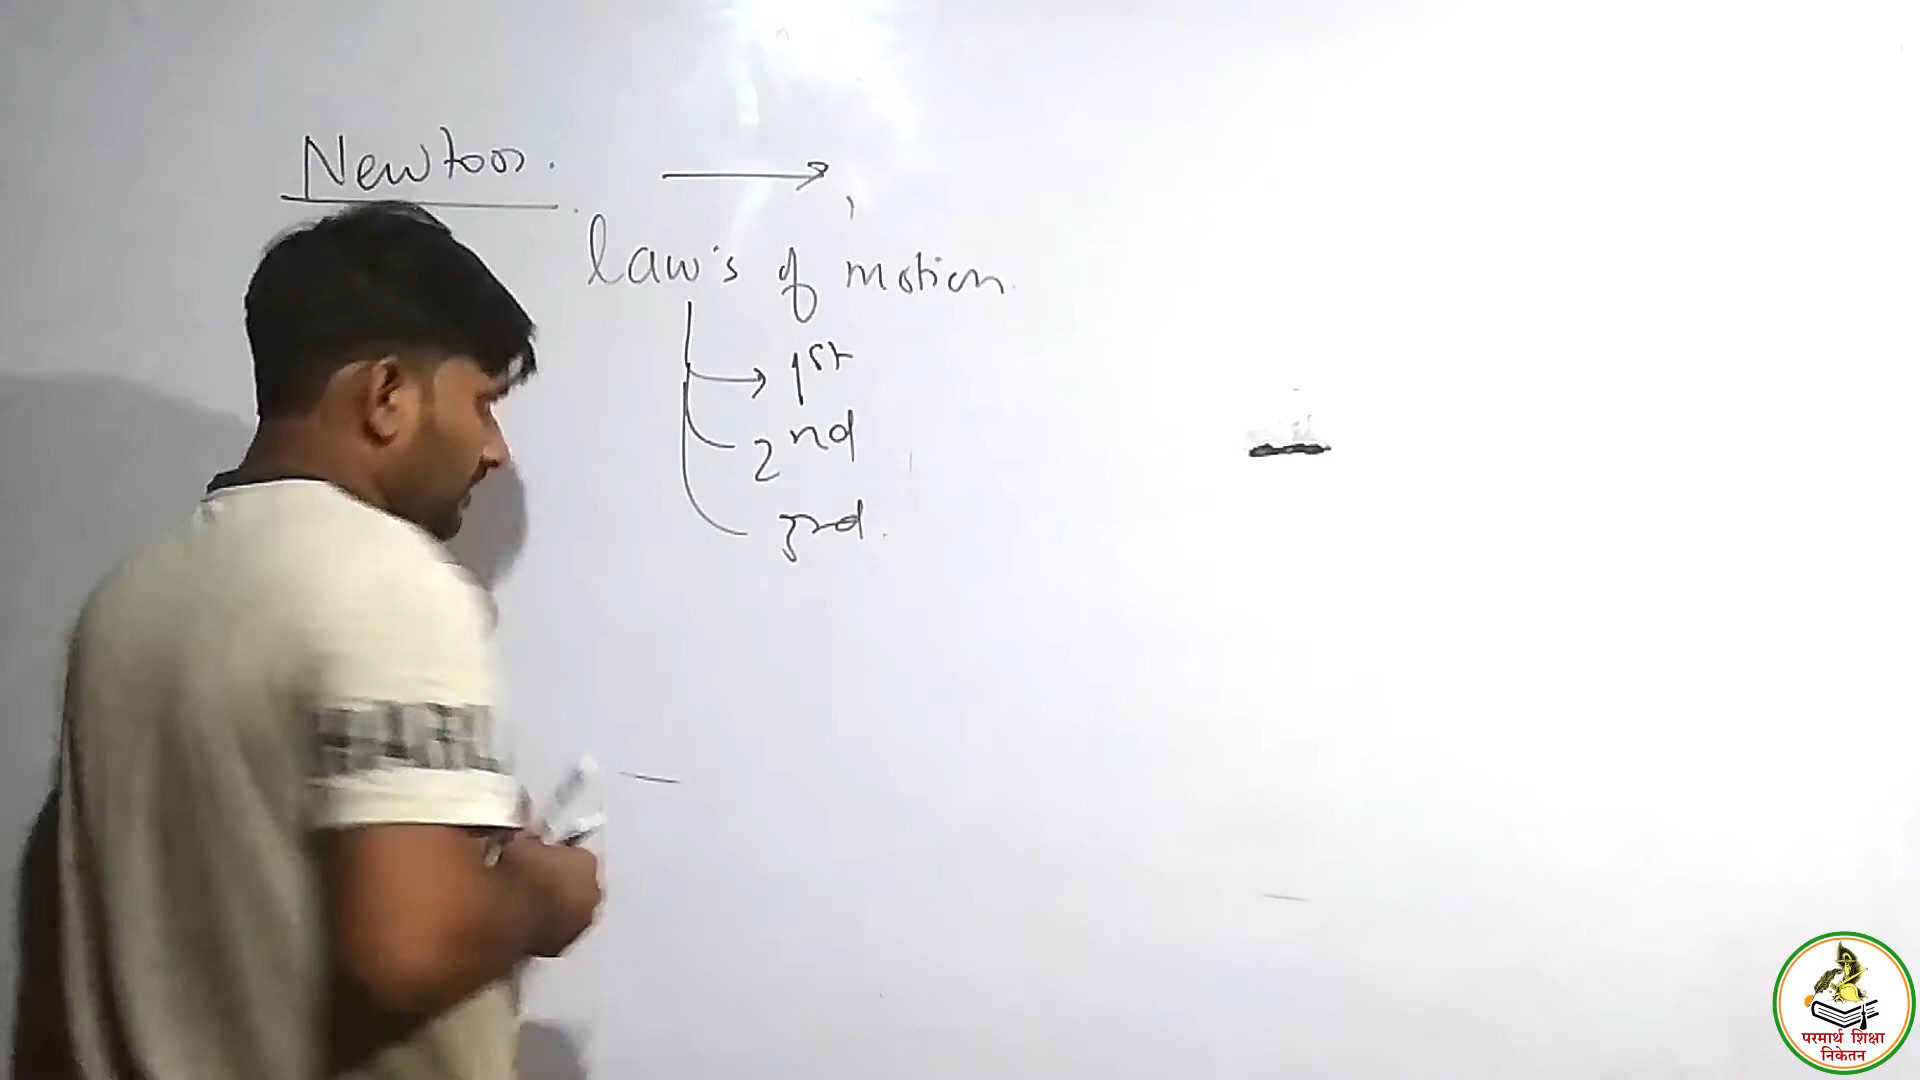 Newton.
law's of motion.
1st
2nd
3rd.
परमार्थ शिक्षा
निकेतन